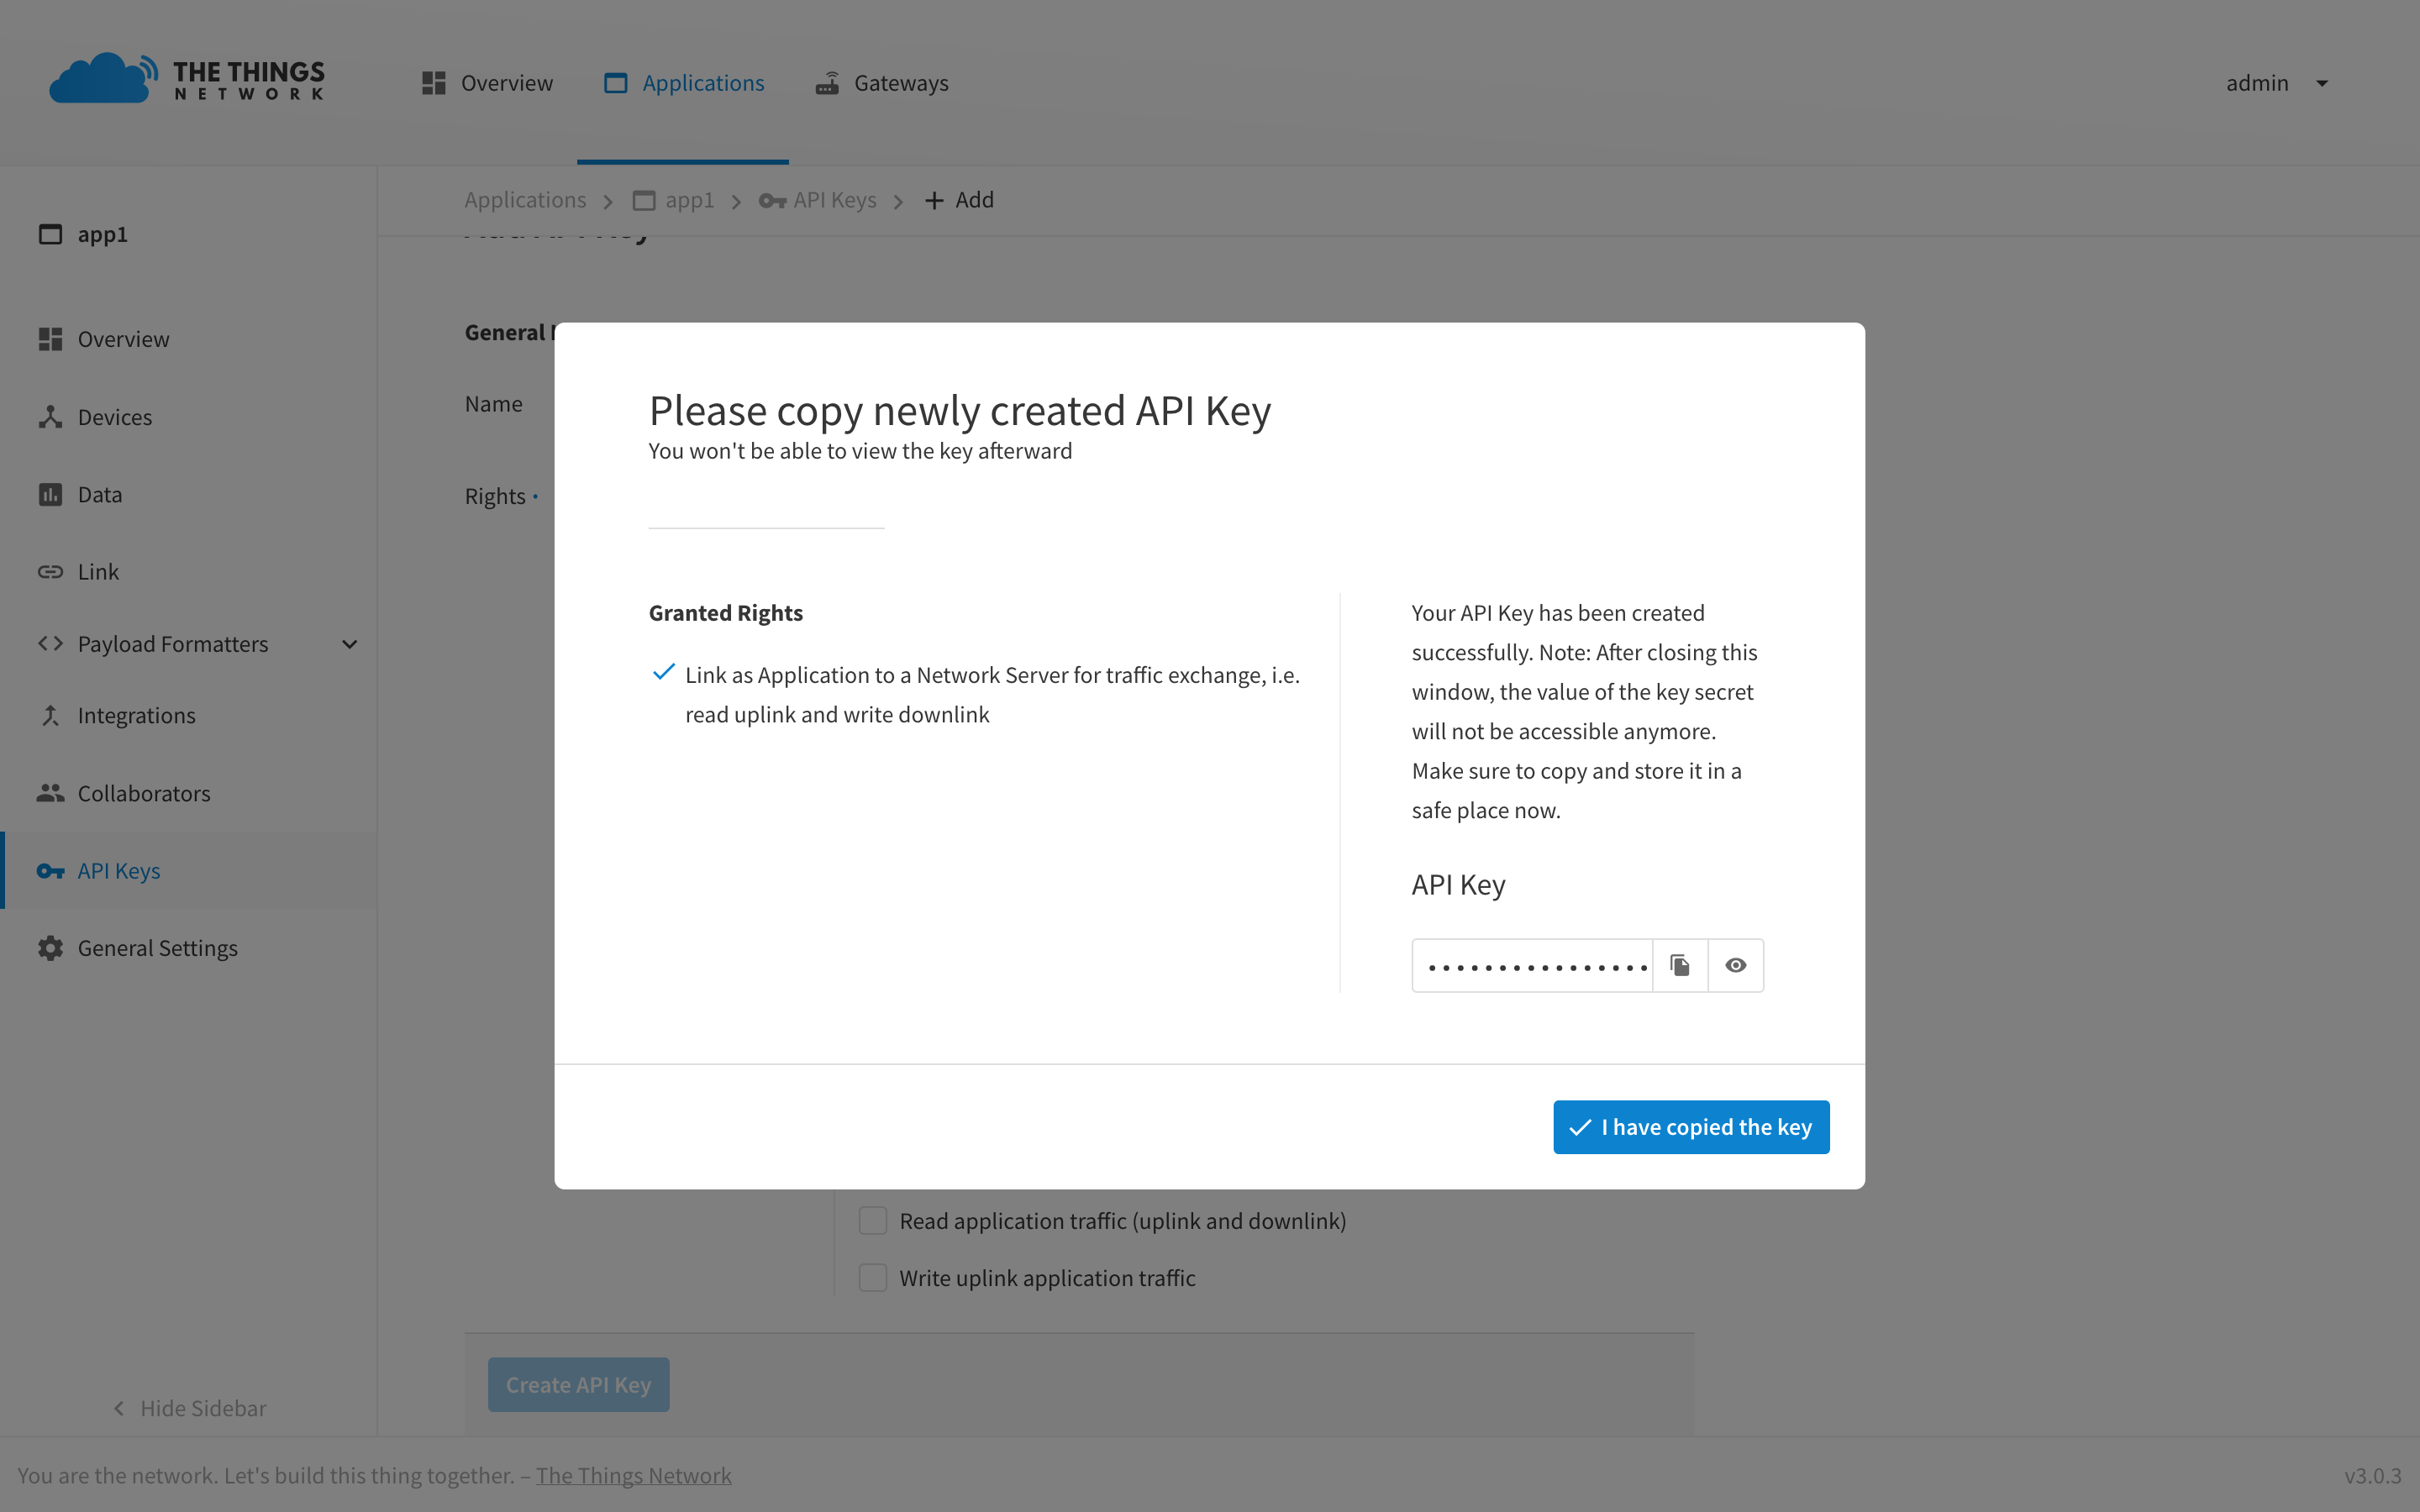 THE THINGS
NETWORK
Overview
Applications
Gateways
admin
Applications
app1
API Keys
Add
app1
Overview
Devices
Data
Link
Payload Formatters
Integrations
Collaborators
API Keys
General Settings
Hide Sidebar
General
Name
Rights
Please copy newly created API Key
You won't be able to view the key afterward
Granted Rights
Link as Application to a Network Server for traffic exchange, i.e.
read uplink and write downlink
Your API Key has been created
successfully. Note: After closing this
window, the value of the key secret
will not be accessible anymore.
Make sure to copy and store it in a
safe place now.
API Key
I have copied the key
Read application traffic (uplink and downlink)
Write uplink application traffic
Create API Key
You are the network. Let's build this thing together. – The Things Network
v3.0.3